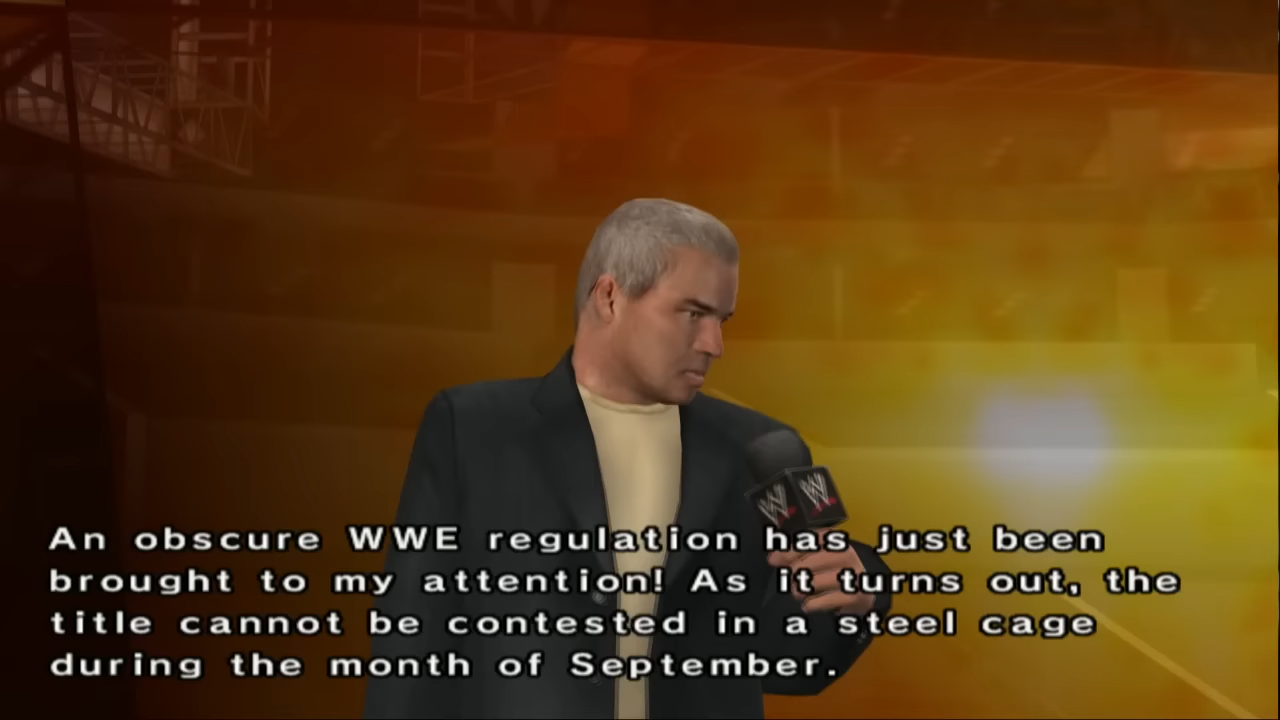 An obscure WWE regulation has just been
brought to my attention! As it turns out, the
title cannot be contested in a steel cage
during the month of September.